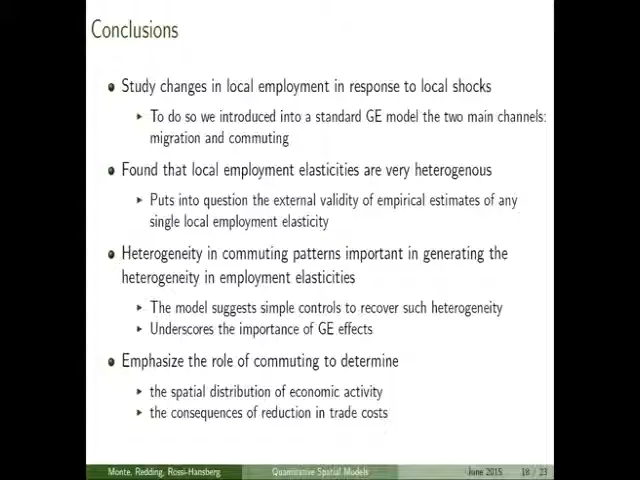 Conclusions
Study changes in local employment in response to local shocks
To do so we introduced into a standard GE model the two main channels:
migration and commuting
Found that local employment elasticities are very heterogenous
Puts into question the external validity of empirical estimates of any
single local employment elasticity
Heterogeneity in commuting patterns important in generating the
heterogeneity in employment elasticities
The model suggests simple controls to recover such heterogeneity
Underscores the importance of GE effects
Emphasize the role of commuting to determine
the spatial distribution of economic activity
the consequences of reduction in trade costs
Monte, Redding, Rossi-Hansberg Quantitative Spatial Models June 2015 18 / 23